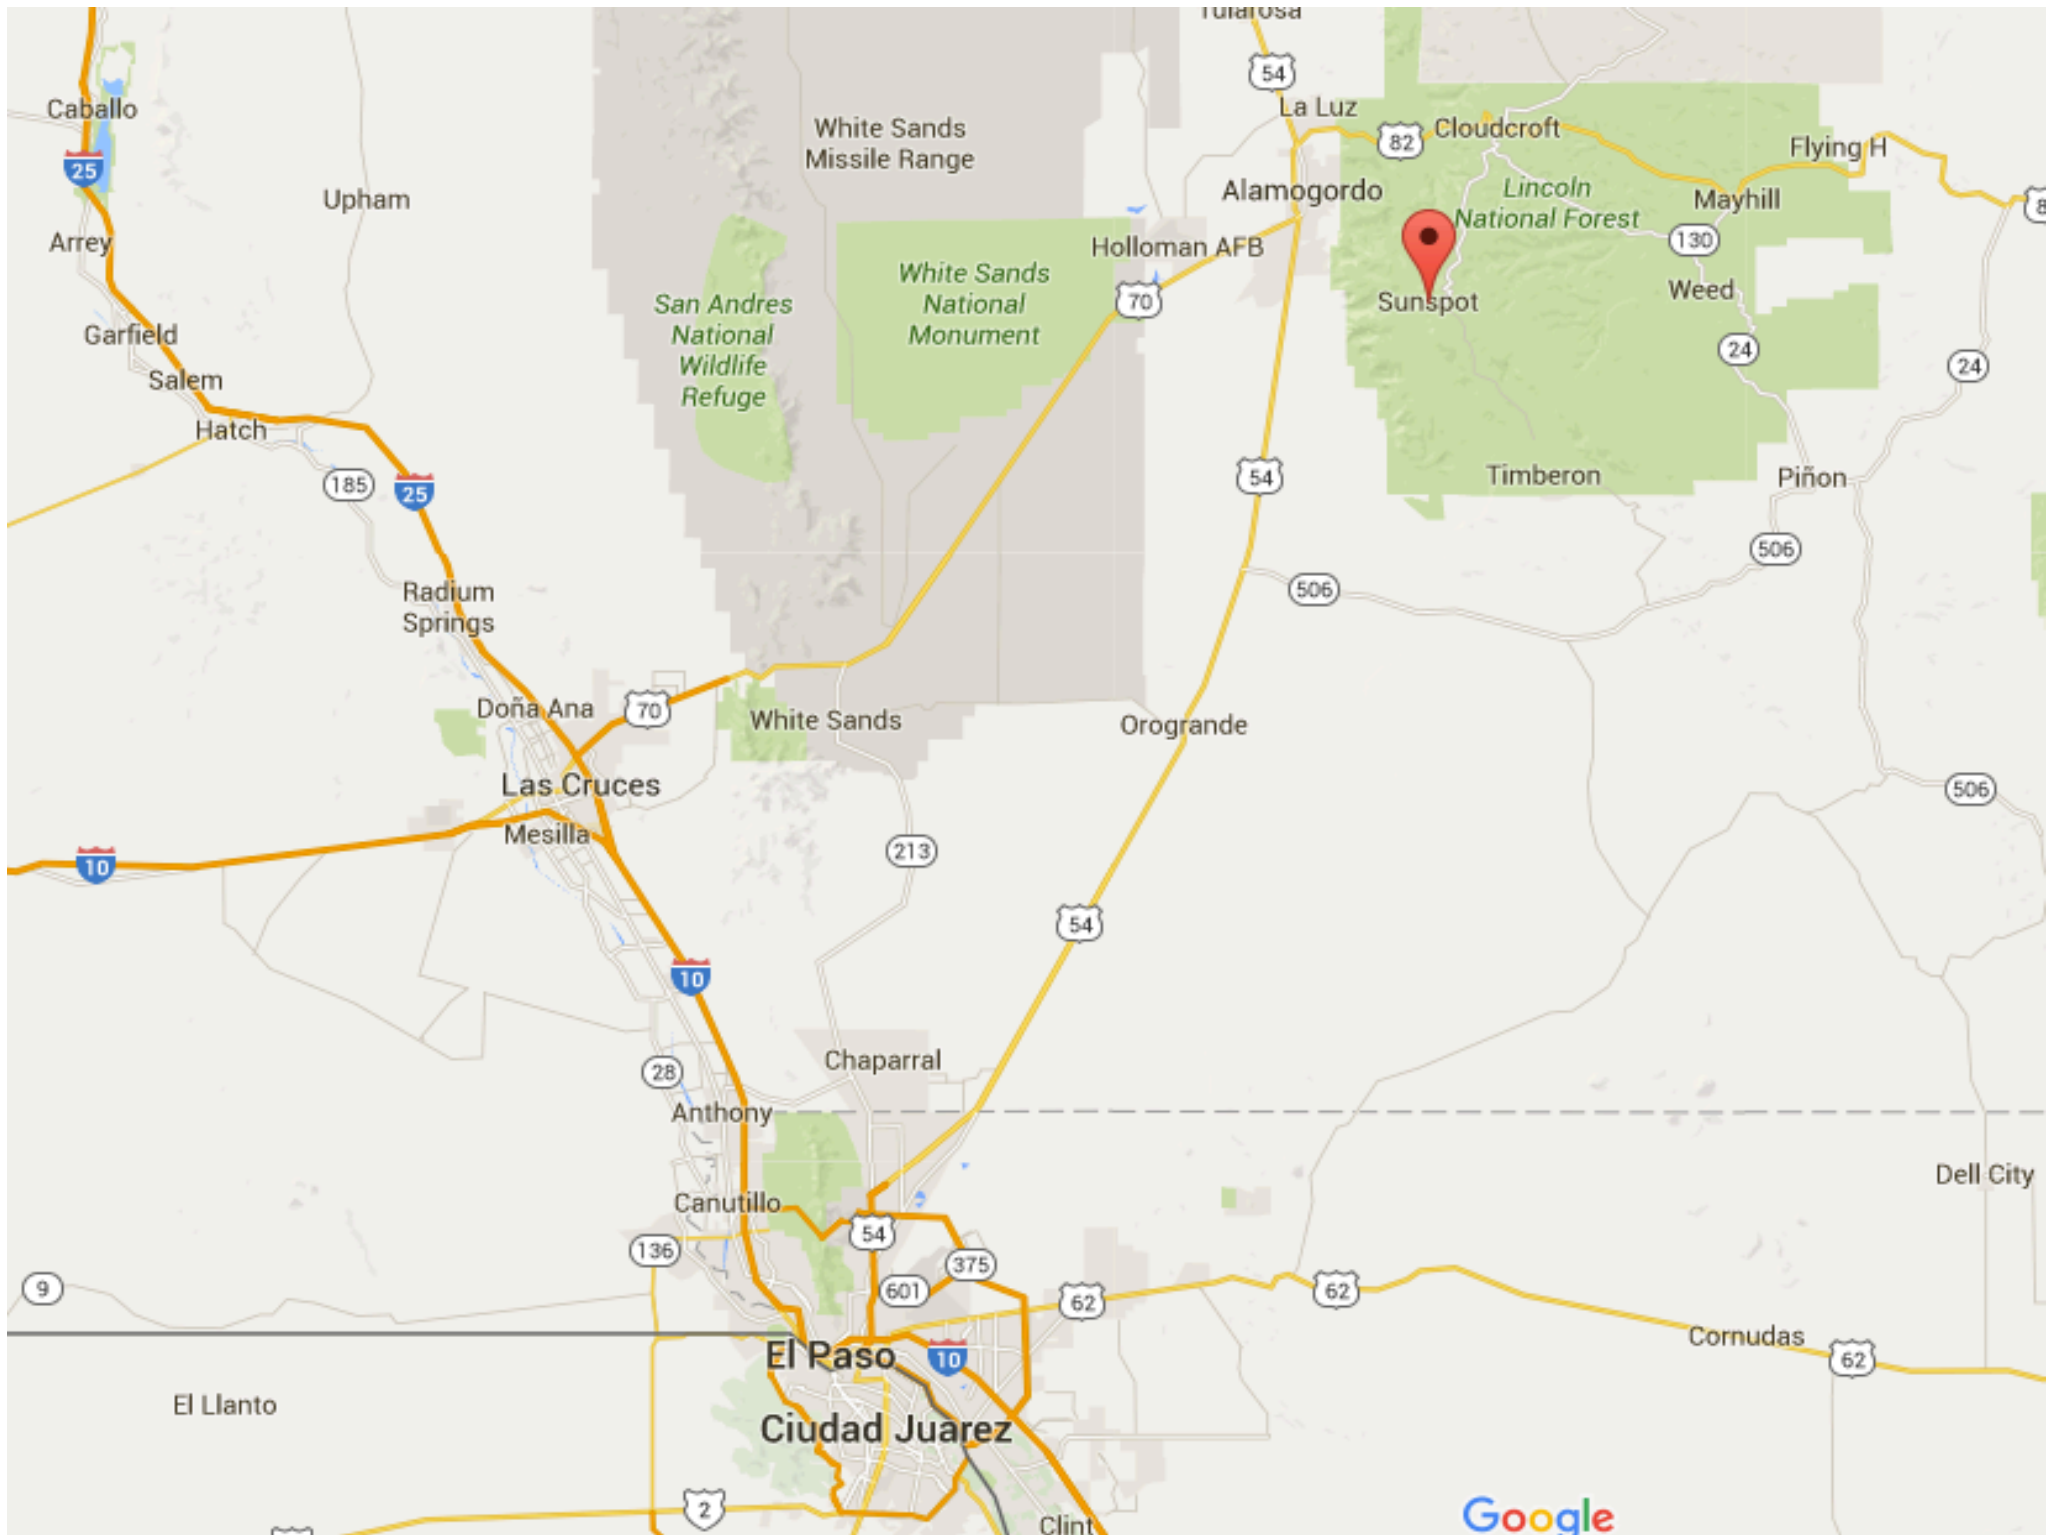 Tularosa
54
La Luz
Caballo
White Sands
Missile Range
82
Cloudcroft
Flying H
25
Upham
Alamogordo
Lincoln
National Forest
Mayhill
8
Arrey
Holloman AFB
130
White Sands
National
Monument
70
San Andres
National
Wildlife
Refuge
Sunspot
Weed
Garfield
24
24
Salem
Hatch
185
25
54
Timberon
Piñon
506
506
Radium
Springs
Doña Ana
70
White Sands
Orogrande
Las Cruces
506
Mesilla
213
10
54
10
Chaparral
28
Anthony
Dell City
Canutillo
54
136
375
9
601
62
62
El Paso
10
Cornudas
62
El Llanto
Ciudad Juarez
2
Clint
Google